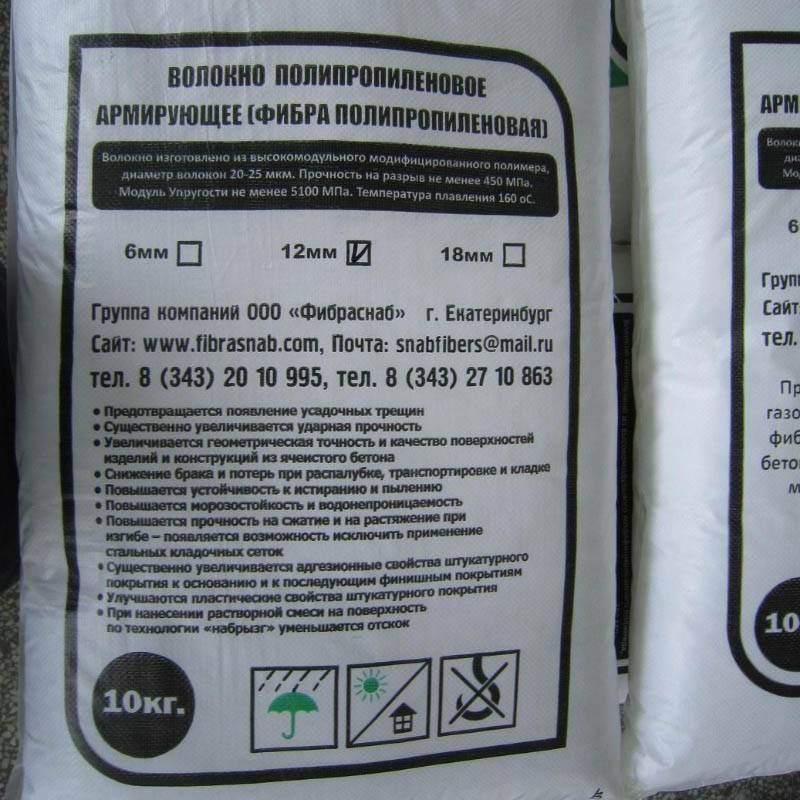 ВОЛОКНО ПОЛИПРОПИЛЕНОВОЕ
АРМИРУЮЩЕЕ (ФИБРА ПОЛИПРОПИЛЕНОВАЯ)
Волокно изготовлено из высокомодульного модифицированного полимера,
диаметр волокон 20-25 мкм. Прочность на разрыв не менее 450 МПа.
Модуль Упругости не менее 5100 МПа. Температура плавления 160 оС.
6мм 12мм 18мм
Группа компаний ООО «Фибраснаб» г. Екатеринбург
Сайт: www.fibrasnab.com, Почта: snabfibers@mail.ru
тел. 8 (343) 20 10 995, тел. 8 (343) 27 10 863
• Предотвращается появление усадочных трещин
• Существенно увеличивается ударная прочность
• Увеличивается геометрическая точность и качество поверхностей
изделий и конструкций из ячеистого бетона
• Снижение брака и потерь при распалубке, транспортировке и кладке
• Повышается устойчивость к истиранию и пылению
• Повышается морозостойкость и водонепроницаемость
• Повышается прочность на сжатие и на растяжение при
изгибе – появляется возможность исключить применение
стальных кладочных сеток
• Существенно увеличивается адгезионные свойства штукатурного
покрытия к основанию и к последующим финишным покрытиям
• Улучшаются пластические свойства штукатурного покрытия
• При нанесении растворной смеси на поверхность
по технологии «набрызг» уменьшается отскок
10кг.
АРМ
6
Сайт
тел.
газо
фиб
бето
10